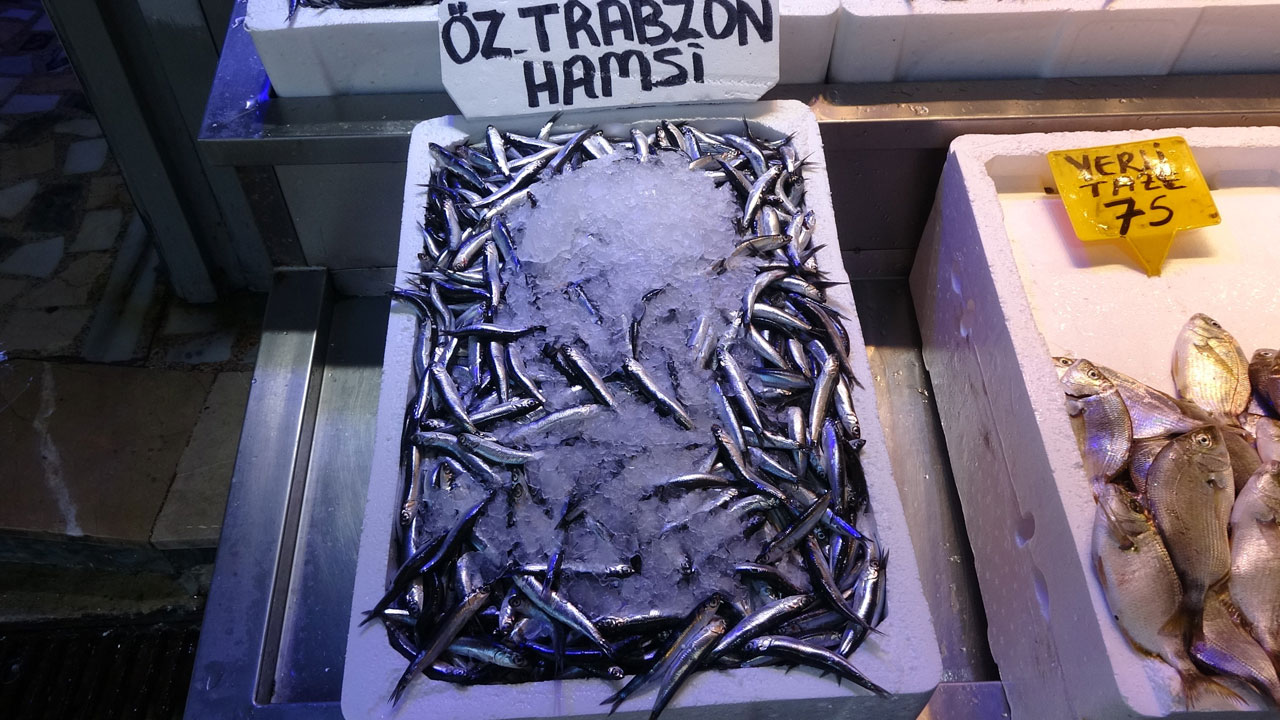 ÖZ TRABZON
HAMSİ
YERLİ
TAZE
75